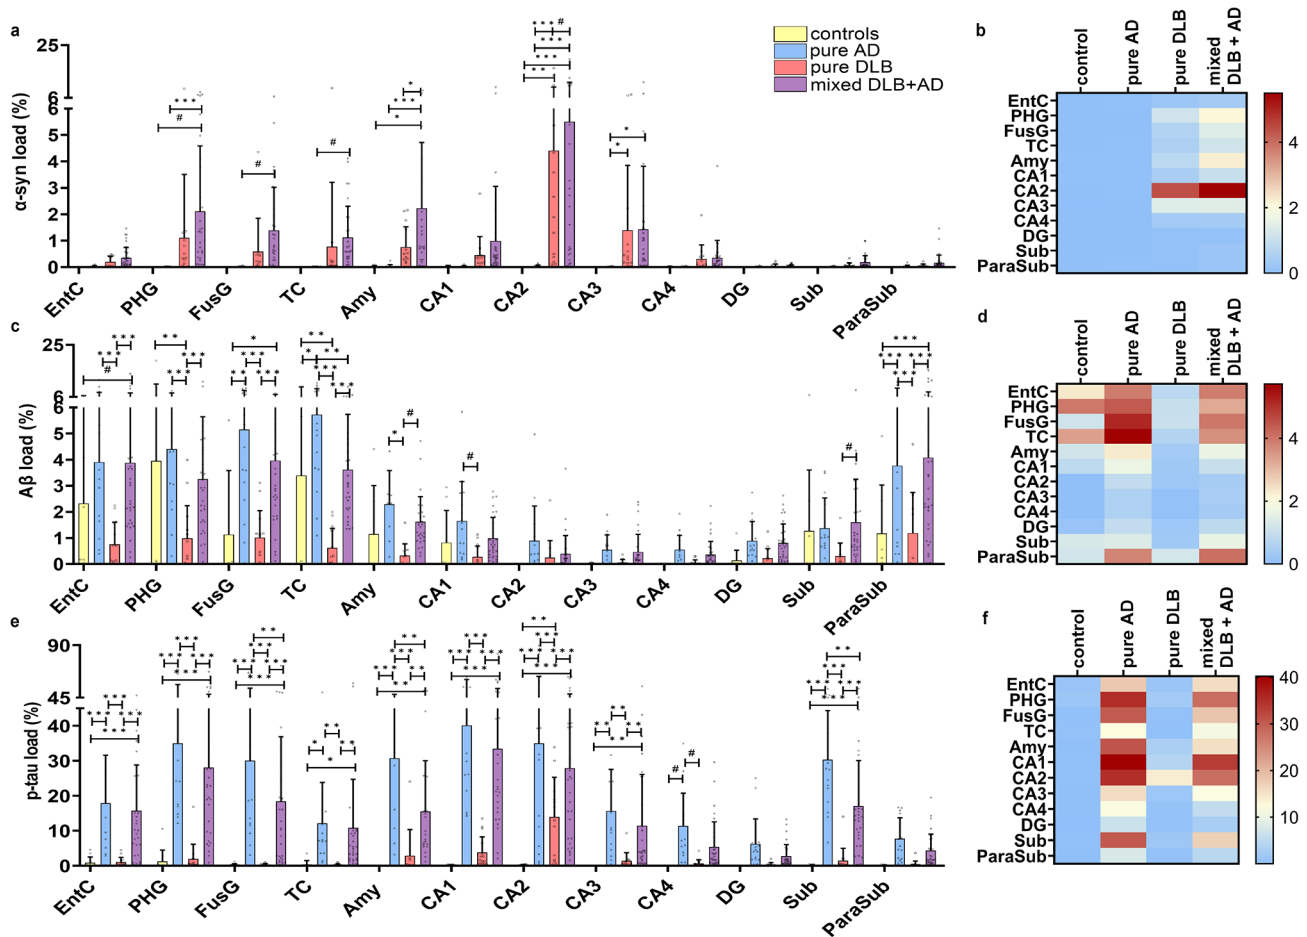 a
α-syn load (%)
25
6
6
5
4
3
2
1
0
controls
pure AD
pure DLB
mixed DLB+AD
EntC PHG FusG TC Amy CA1 CA2 CA3 CA4 DG Sub ParaSub
b
control
pure AD
pure DLB
mixed
DLB + AD
EntC
PHG
FusG
TC
Amy
CA1
CA2
CA3
CA4
DG
Sub
ParaSub
4
2
0
c
Aβ load (%)
25
6
6
5
4
3
2
1
0
EntC PHG FusG TC Amy CA1 CA2 CA3 CA4 DG Sub ParaSub
d
control
pure AD
pure DLB
mixed
DLB + AD
EntC
PHG
FusG
TC
Amy
CA1
CA2
CA3
CA4
DG
Sub
ParaSub
4
2
0
e
p-tau load (%)
90
45
40
30
20
10
0
EntC PHG FusG TC Amy CA1 CA2 CA3 CA4 DG Sub ParaSub
f
control
pure AD
pure DLB
mixed
DLB + AD
EntC
PHG
FusG
TC
Amy
CA1
CA2
CA3
CA4
DG
Sub
ParaSub
40
30
20
10